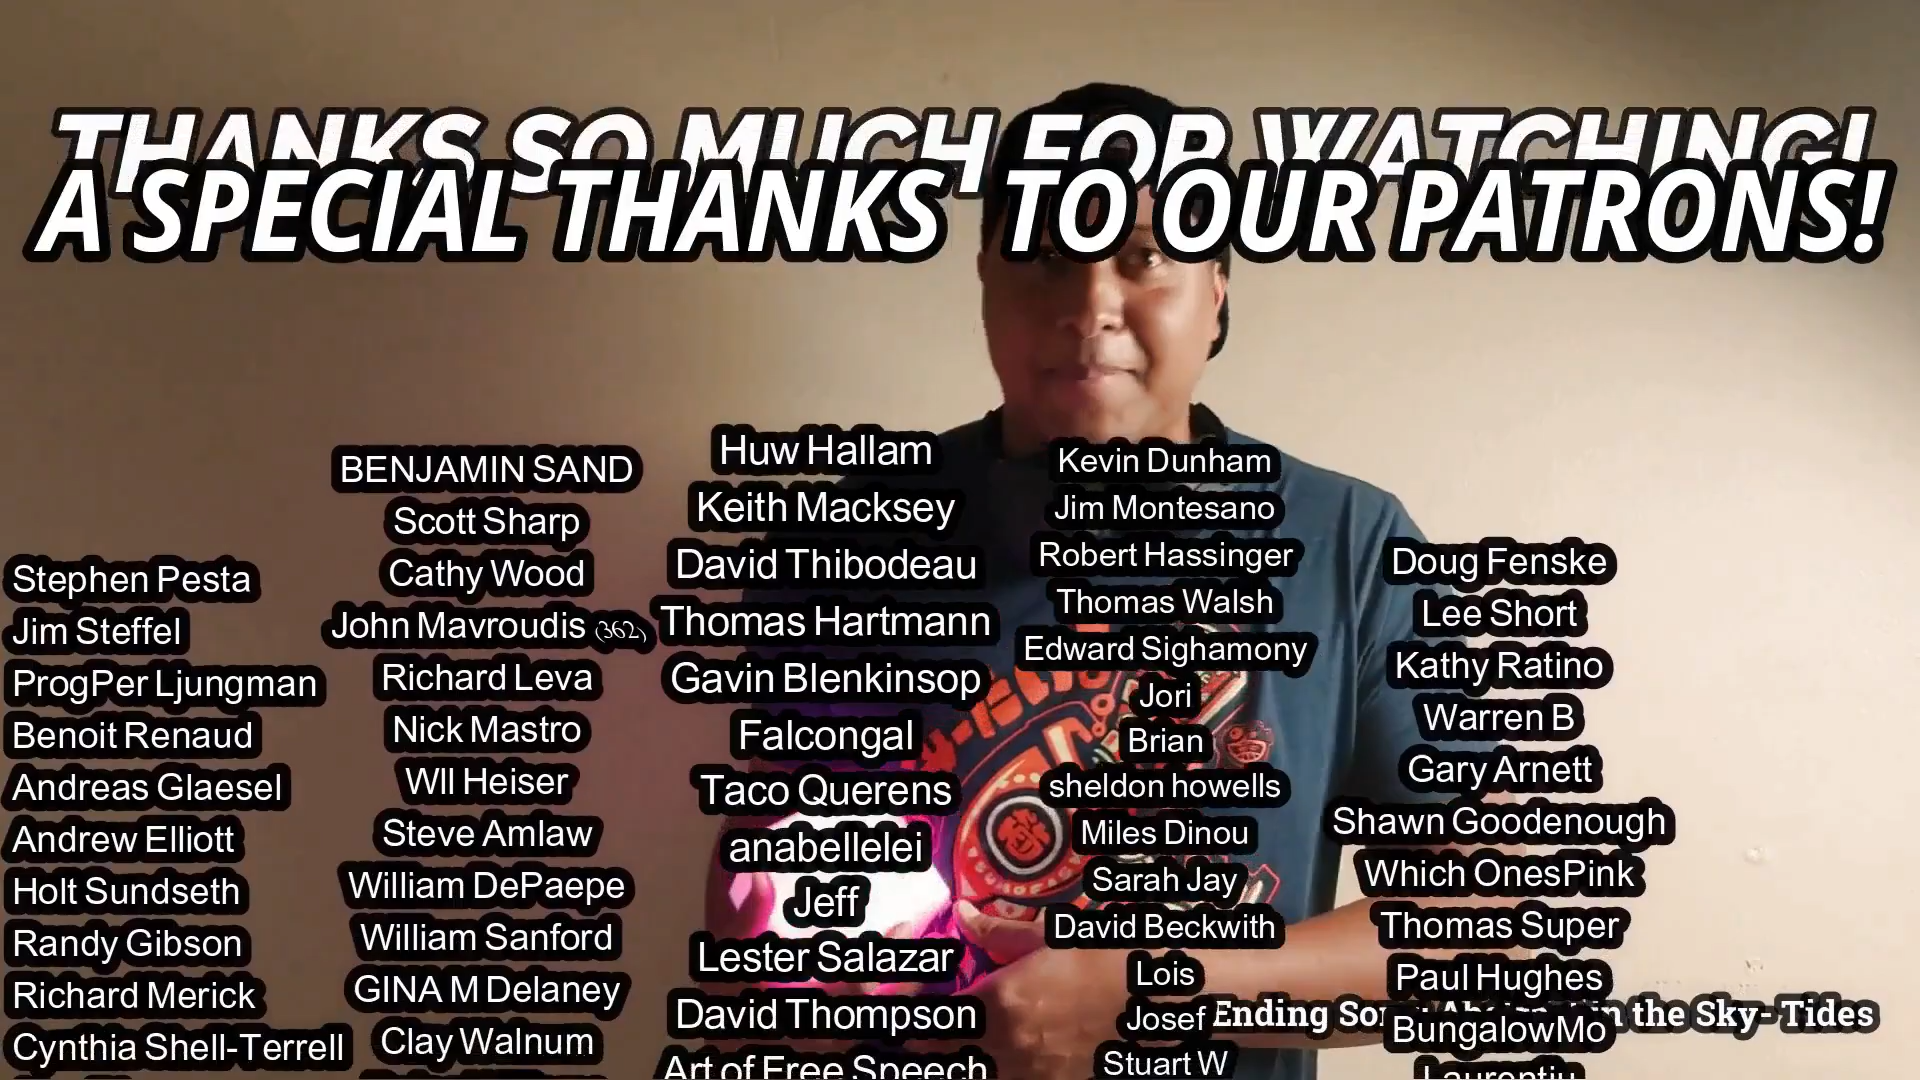 THANKS SO MUCH FOR WATCHING!
A SPECIAL THANKS TO OUR PATRONS!
Stephen Pesta
Jim Steffel
ProgPer Ljungman
Benoit Renaud
Andreas Glaesel
Andrew Elliott
Holt Sundseth
Randy Gibson
Richard Merick
Cynthia Shell-Terrell
BENJAMIN SAND
Scott Sharp
Cathy Wood
John Mavroudis (362)
Richard Leva
Nick Mastro
WIl Heiser
Steve Amlaw
William DePaepe
William Sanford
GINA M Delaney
Clay Walnum
Huw Hallam
Keith Macksey
David Thibodeau
Thomas Hartmann
Gavin Blenkinsop
Falcongal
Taco Querens
anabellelei
Jeff
Lester Salazar
David Thompson
Art of Free Speech
Kevin Dunham
Jim Montesano
Robert Hassinger
Thomas Walsh
Edward Sighamony
Jori
Brian
sheldon howells
Miles Dinou
Sarah Jay
David Beckwith
Lois
Josef
Stuart W
Doug Fenske
Lee Short
Kathy Ratino
Warren B
Gary Arnett
Shawn Goodenough
Which OnesPink
Thomas Super
Paul Hughes
BungalowMo
Laurentiu
Ending in the Sky- Tides